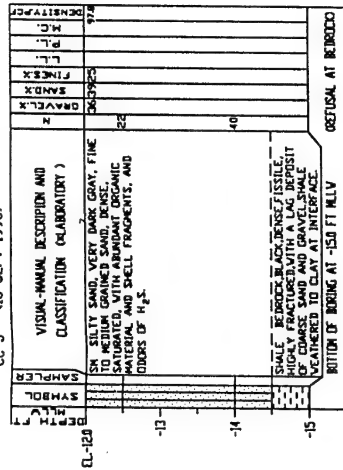 DEPTH FT MLLV
SYMBOL
SAMPLER
VISUAL-MANUAL DESCRIPTION AND
CLASSIFICATION (*LABORATORY)
N
GRAVEL%
SAND%
FINES%
L.L.
P.L.
M.C.
DENSITY,PCF
EL-12.0
SM SILTY SAND, VERY DARK GRAY, FINE
TO MEDIUM GRAINED SAND, DENSE,
SATURATED, WITH ABUNDANT ORGANIC
MATERIAL AND SHELL FRAGMENTS, AND
ODORS OF H2S.
36 39 25
97.8
22
-13
-14
40
SHALE BEDROCK, BLACK, DENSE, FISSILE,
HIGHLY FRACTURED, WITH A LAG DEPOSIT
OF COARSE SAND AND GRAVEL, SHALE
WEATHERED TO CLAY AT INTERFACE.
-15
BOTTOM OF BORING AT -15.0 FT MLLV
(REFUSAL AT BEDROCK)